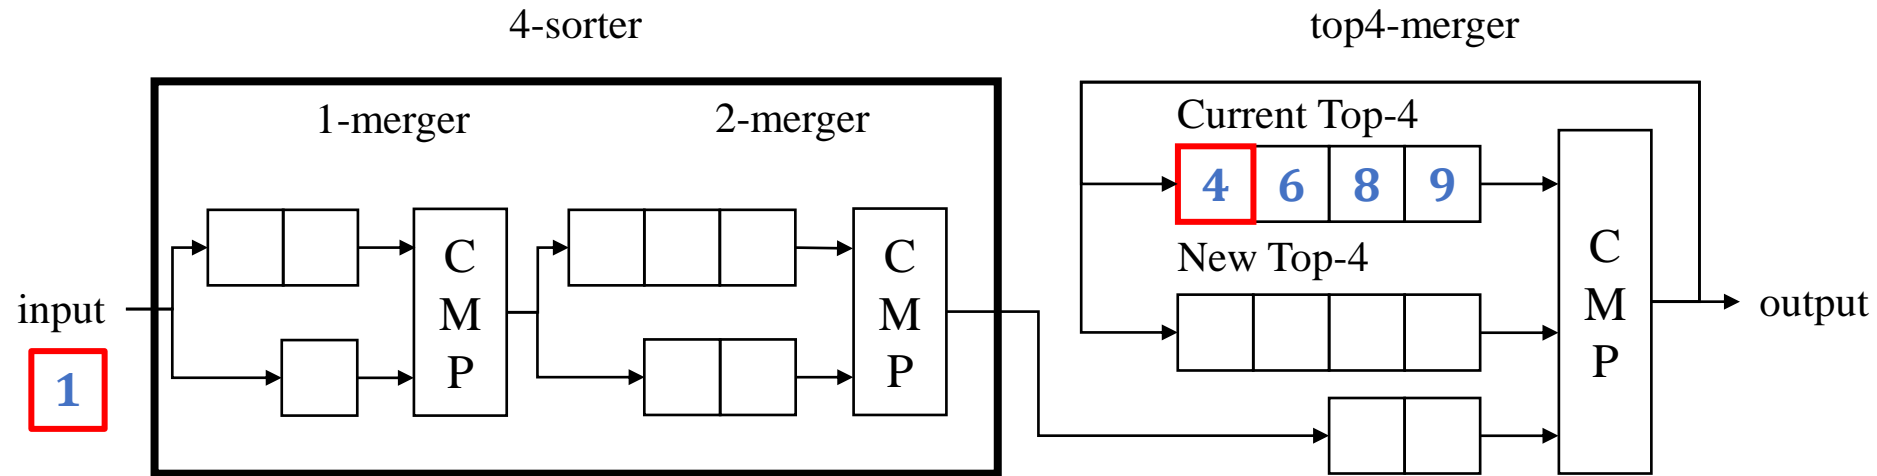 4-sorter
top4-merger
1-merger
2-merger
Current Top-4
4 6 8 9
New Top-4
input
1
C
M
P
C
M
P
C
M
P
output